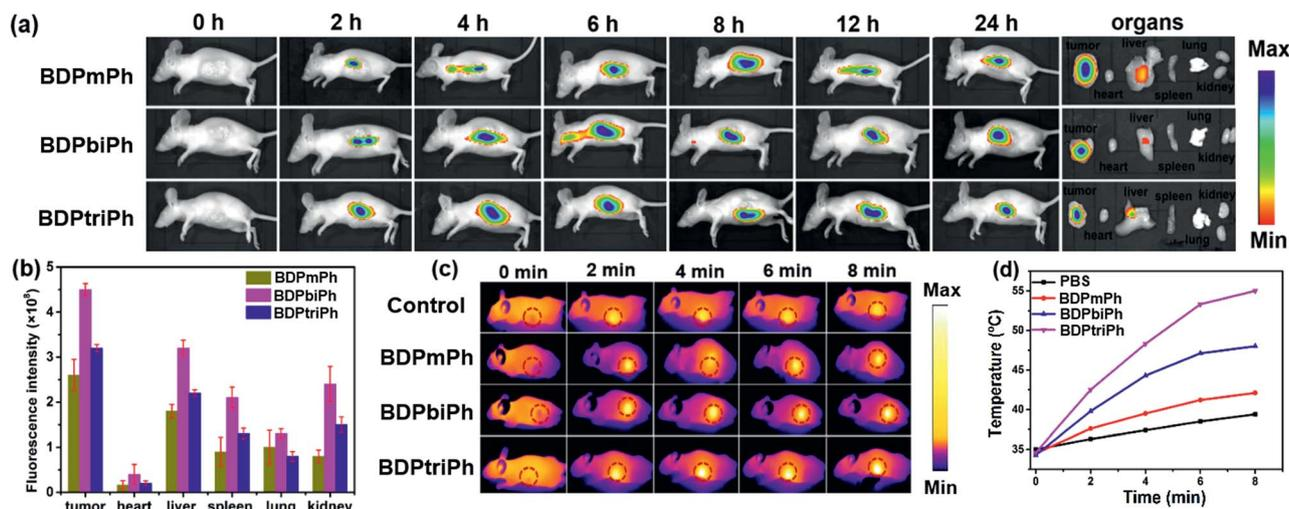 (a)
0 h 2 h 4 h 6 h 8 h 12 h 24 h organs
BDPmPh
BDPbiPh
BDPtriPh
tumor liver lung
heart spleen kidney
tumor liver lung
heart spleen kidney
tumor liver spleen kidney
heart lung
Max
Min
(b)
Fluorescence intensity (×10⁸)
5
4
3
2
1
0
BDPmPh
BDPbiPh
BDPtriPh
tumor heart liver spleen lung kidney
(c)
0 min 2 min 4 min 6 min 8 min
Control
BDPmPh
BDPbiPh
BDPtriPh
Max
Min
(d)
Temperature (°C)
55
50
45
40
35
PBS
BDPmPh
BDPbiPh
BDPtriPh
0 2 4 6 8
Time (min)